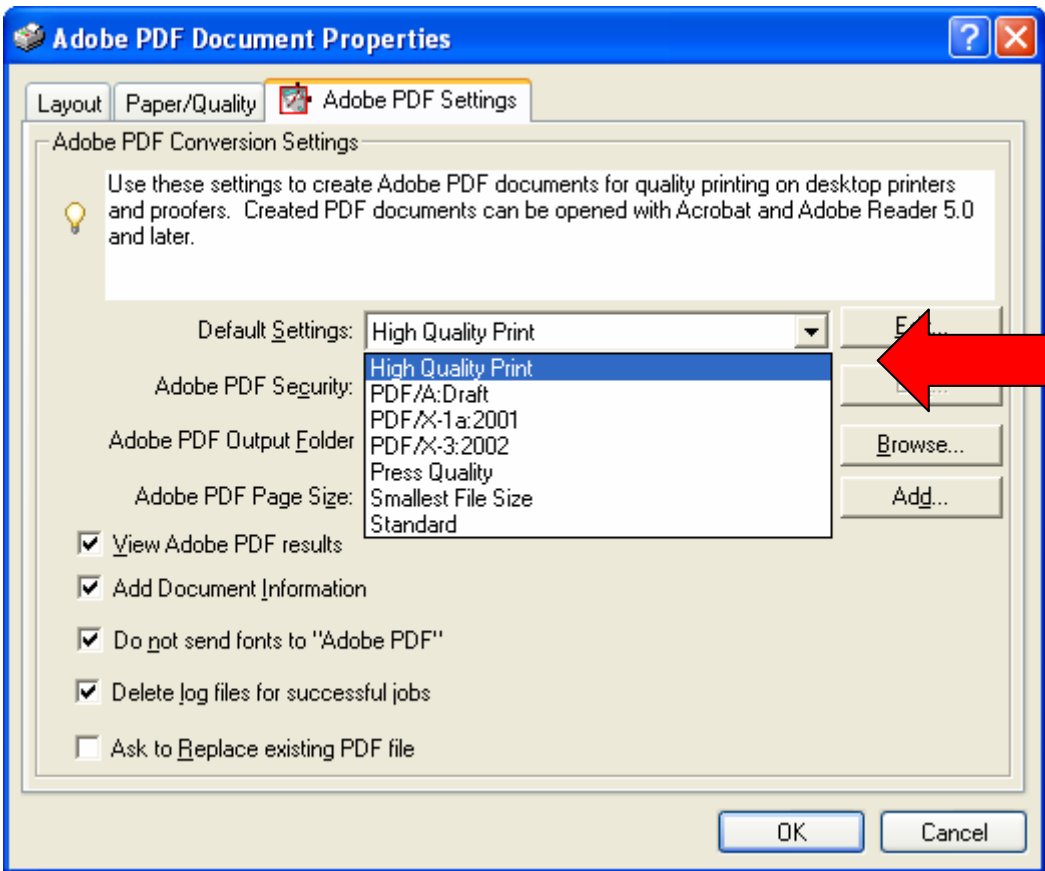 Adobe PDF Document Properties
Layout Paper/Quality Adobe PDF Settings
Adobe PDF Conversion Settings
Use these settings to create Adobe PDF documents for quality printing on desktop printers
and proofers. Created PDF documents can be opened with Acrobat and Adobe Reader 5.0
and later.
Default Settings: High Quality Print
High Quality Print
Adobe PDF Security:
PDF/A:Draft
PDF/X-1a:2001
Adobe PDF Output Folder
PDF/X-3:2002
Browse...
Press Quality
Adobe PDF Page Size:
Smallest File Size
Add...
Standard
View Adobe PDF results
Add Document Information
Do not send fonts to "Adobe PDF"
Delete log files for successful jobs
Ask to Replace existing PDF file
OK Cancel